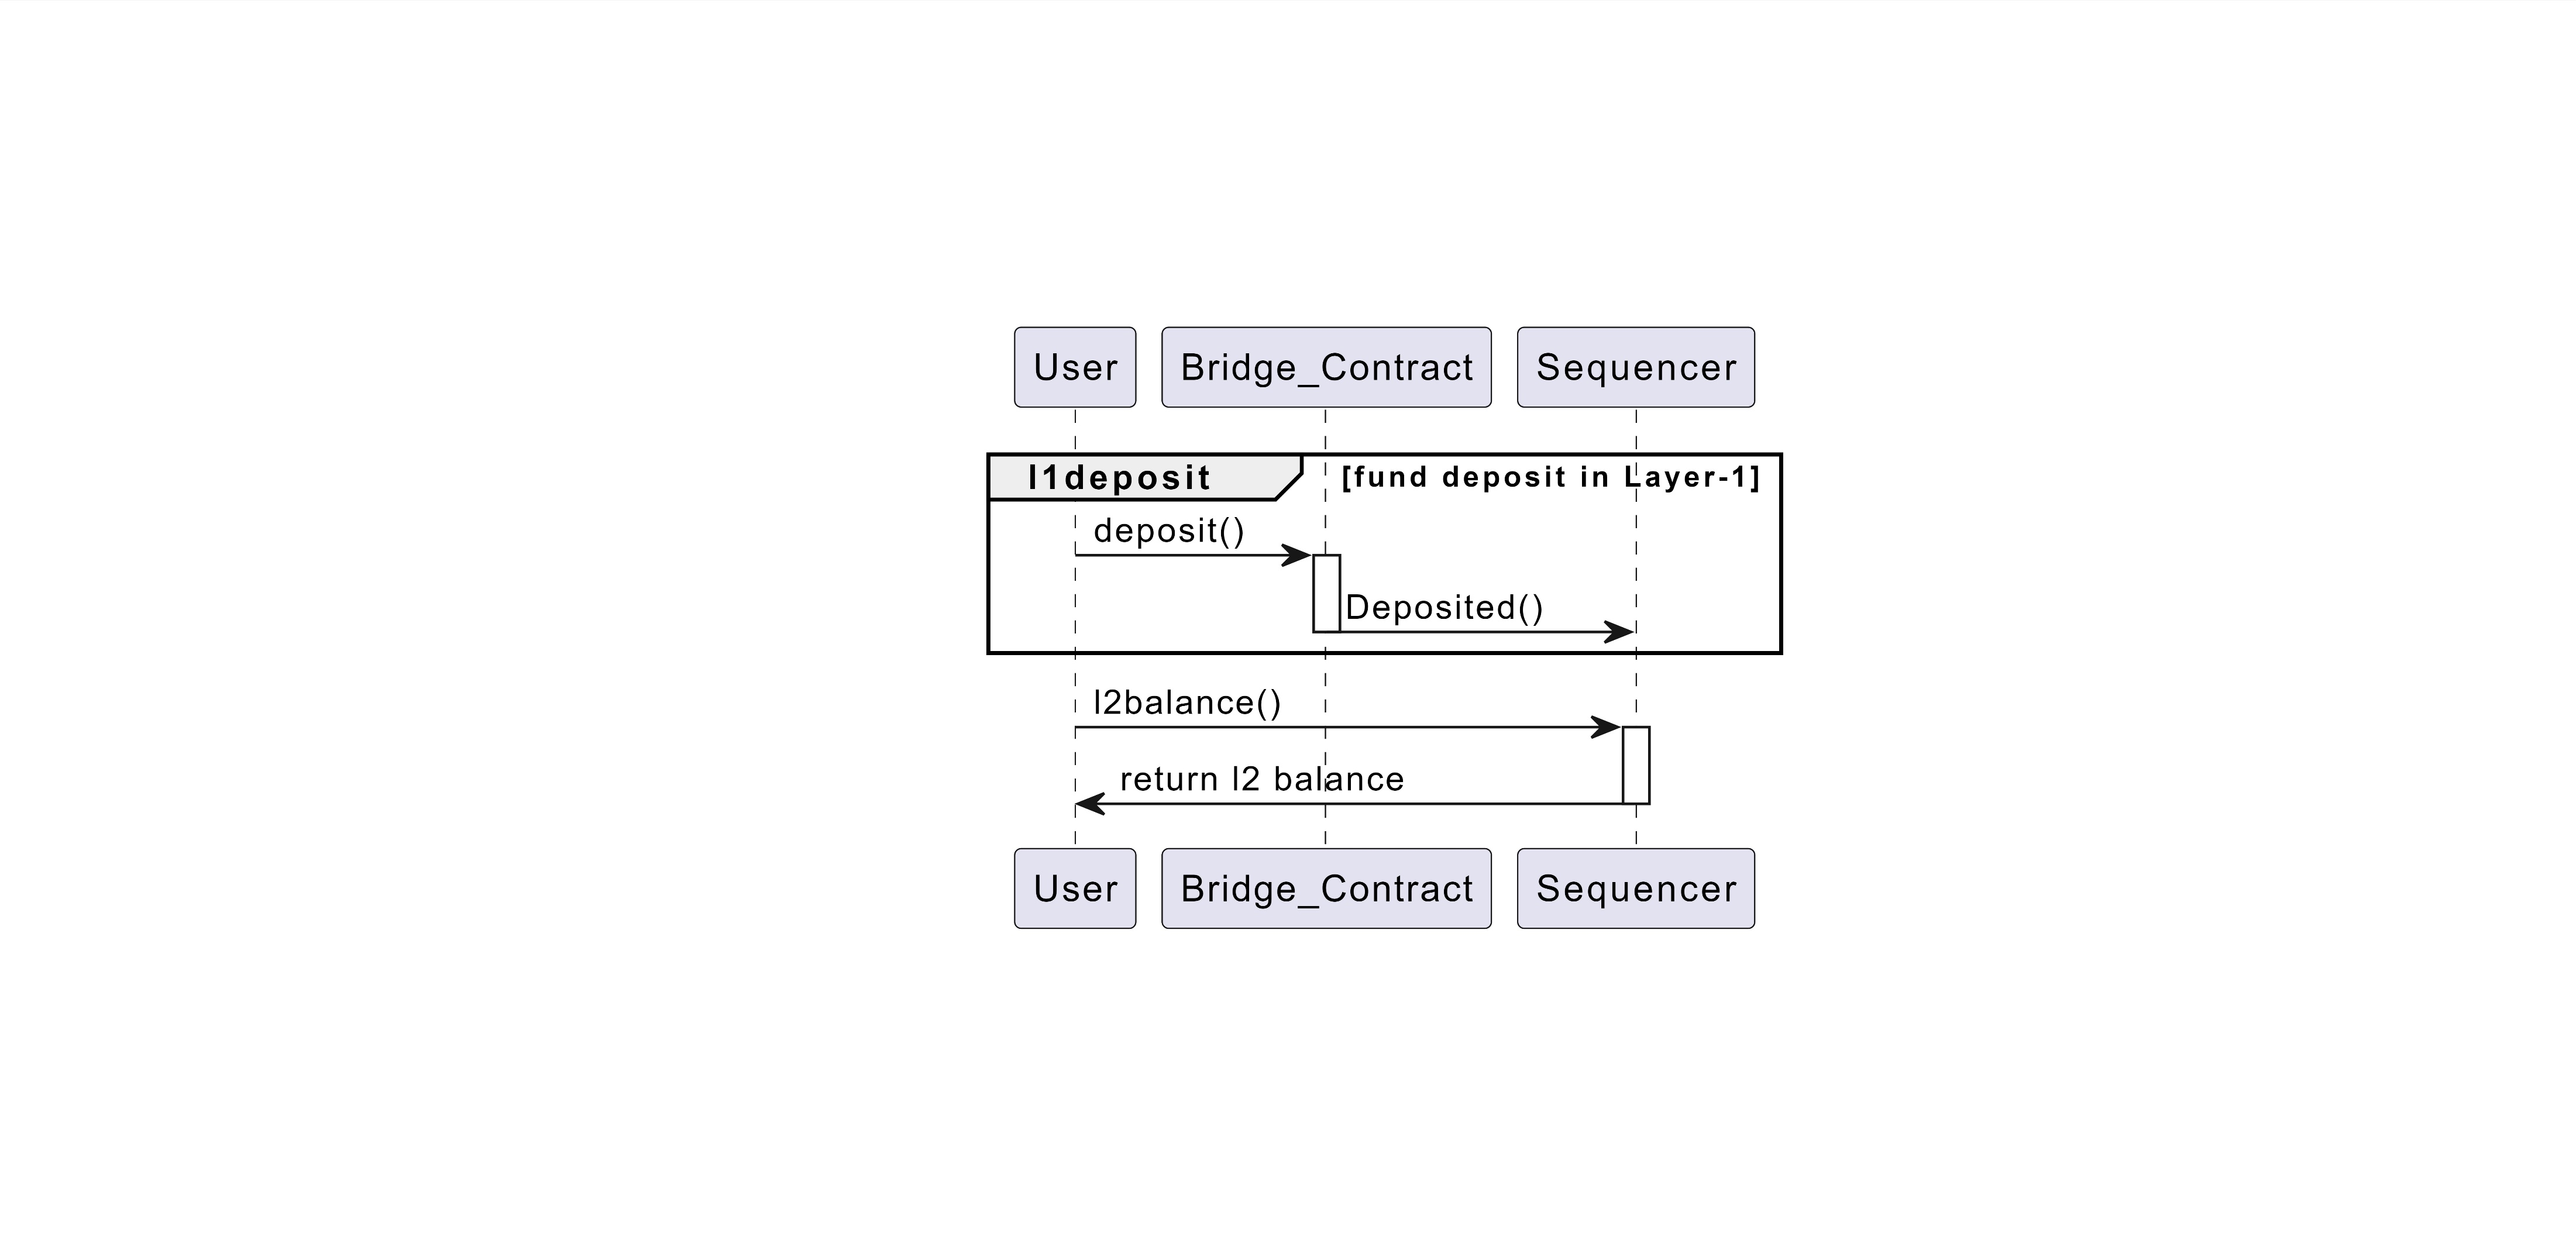 User
Bridge_Contract
Sequencer
l1deposit
[fund deposit in Layer-1]
deposit()
Deposited()
l2balance()
return l2 balance
User
Bridge_Contract
Sequencer